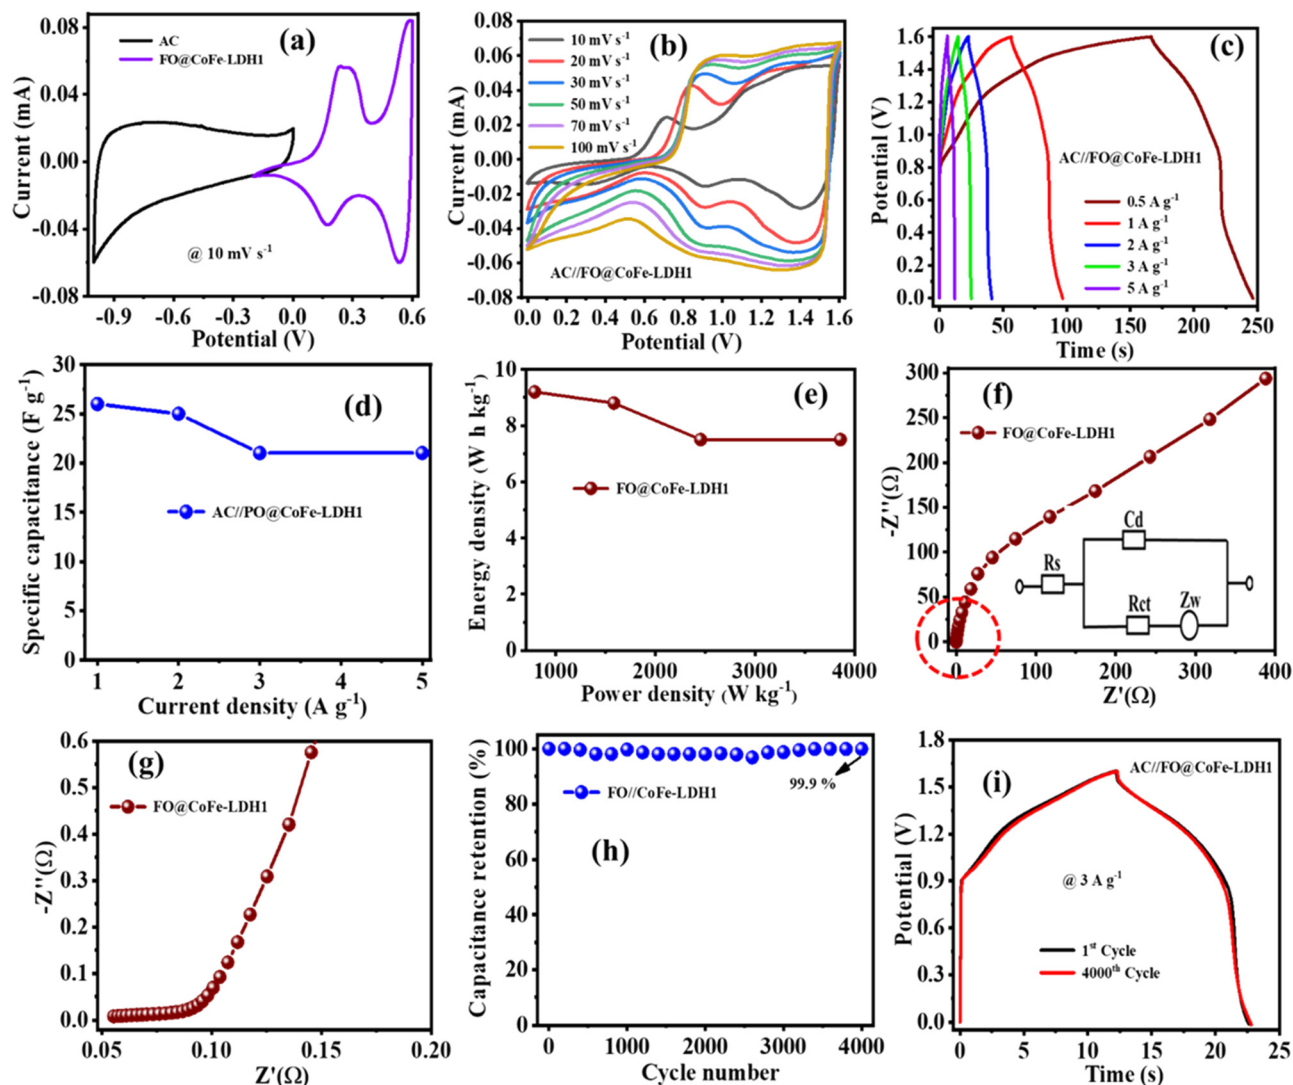 (a)
AC
FO@CoFe-LDH1
@ 10 mV s⁻¹
Current (mA)
0.08
0.04
0.00
-0.04
-0.08
-0.9 -0.6 -0.3 0.0 0.3 0.6
Potential (V)
(b)
10 mV s⁻¹
20 mV s⁻¹
30 mV s⁻¹
50 mV s⁻¹
70 mV s⁻¹
100 mV s⁻¹
AC//FO@CoFe-LDH1
Current (mA)
0.08
0.06
0.04
0.02
0.00
-0.02
-0.04
-0.06
-0.08
0.0 0.2 0.4 0.6 0.8 1.0 1.2 1.4 1.6
Potential (V)
(c)
AC//FO@CoFe-LDH1
0.5 A g⁻¹
1 A g⁻¹
2 A g⁻¹
3 A g⁻¹
5 A g⁻¹
Potential (V)
1.6
1.4
1.2
1.0
0.8
0.6
0.4
0.2
0.0
0 50 100 150 200 250
Time (s)
(d)
AC//PO@CoFe-LDH1
Specific capacitance (F g⁻¹)
30
25
20
15
10
5
0
1 2 3 4 5
Current density (A g⁻¹)
(e)
FO@CoFe-LDH1
Energy density (W h kg⁻¹)
10
8
6
4
2
0
1000 2000 3000 4000
Power density (W kg⁻¹)
(f)
FO@CoFe-LDH1
Cd
Rs
Rct Zw
-Z''(Ω)
300
250
200
150
100
50
0
0 100 200 300 400
Z'(Ω)
(g)
FO@CoFe-LDH1
-Z''(Ω)
0.6
0.5
0.4
0.3
0.2
0.1
0.0
0.05 0.10 0.15 0.20
Z'(Ω)
(h)
99.9 %
FO//CoFe-LDH1
Capacitance retention (%)
100
80
60
40
20
0
0 1000 2000 3000 4000
Cycle number
(i)
AC//FO@CoFe-LDH1
@ 3 A g⁻¹
1ˢᵗ Cycle
4000ᵗʰ Cycle
Potential (V)
1.8
1.5
1.2
0.9
0.6
0.3
0.0
0 5 10 15 20 25
Time (s)